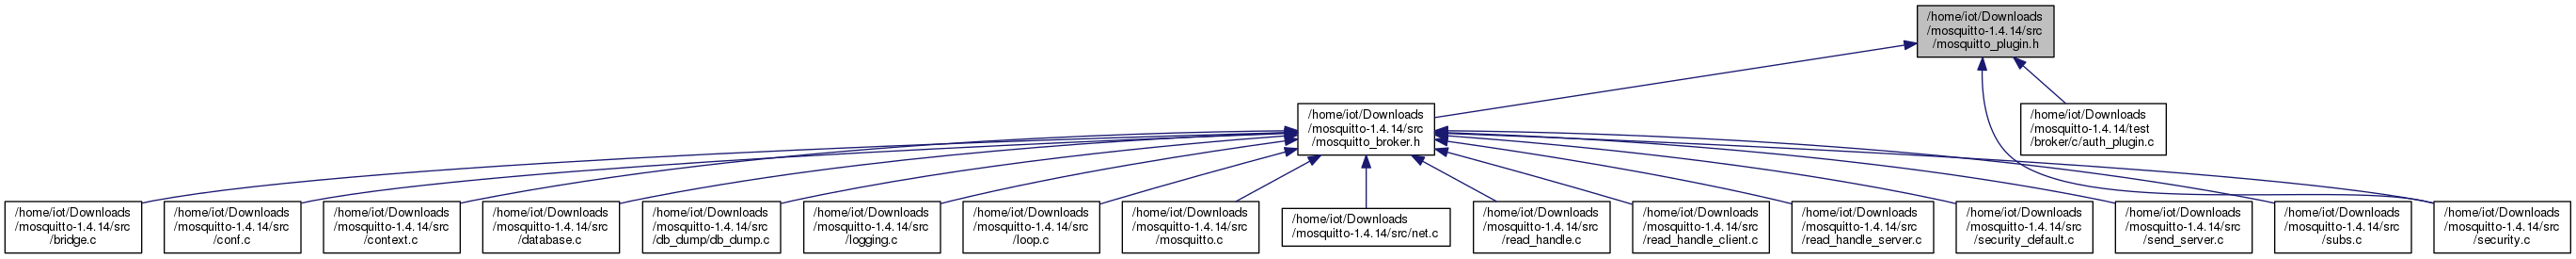 /home/iot/Downloads
/mosquitto-1.4.14/src
/mosquitto_plugin.h
/home/iot/Downloads
/mosquitto-1.4.14/src
/mosquitto_broker.h
/home/iot/Downloads
/mosquitto-1.4.14/test
/broker/c/auth_plugin.c
/home/iot/Downloads
/mosquitto-1.4.14/src
/bridge.c
/home/iot/Downloads
/mosquitto-1.4.14/src
/conf.c
/home/iot/Downloads
/mosquitto-1.4.14/src
/context.c
/home/iot/Downloads
/mosquitto-1.4.14/src
/database.c
/home/iot/Downloads
/mosquitto-1.4.14/src
/db_dump/db_dump.c
/home/iot/Downloads
/mosquitto-1.4.14/src
/logging.c
/home/iot/Downloads
/mosquitto-1.4.14/src
/loop.c
/home/iot/Downloads
/mosquitto-1.4.14/src
/mosquitto.c
/home/iot/Downloads
/mosquitto-1.4.14/src/net.c
/home/iot/Downloads
/mosquitto-1.4.14/src
/read_handle.c
/home/iot/Downloads
/mosquitto-1.4.14/src
/read_handle_client.c
/home/iot/Downloads
/mosquitto-1.4.14/src
/read_handle_server.c
/home/iot/Downloads
/mosquitto-1.4.14/src
/security_default.c
/home/iot/Downloads
/mosquitto-1.4.14/src
/send_server.c
/home/iot/Downloads
/mosquitto-1.4.14/src
/subs.c
/home/iot/Downloads
/mosquitto-1.4.14/src
/security.c